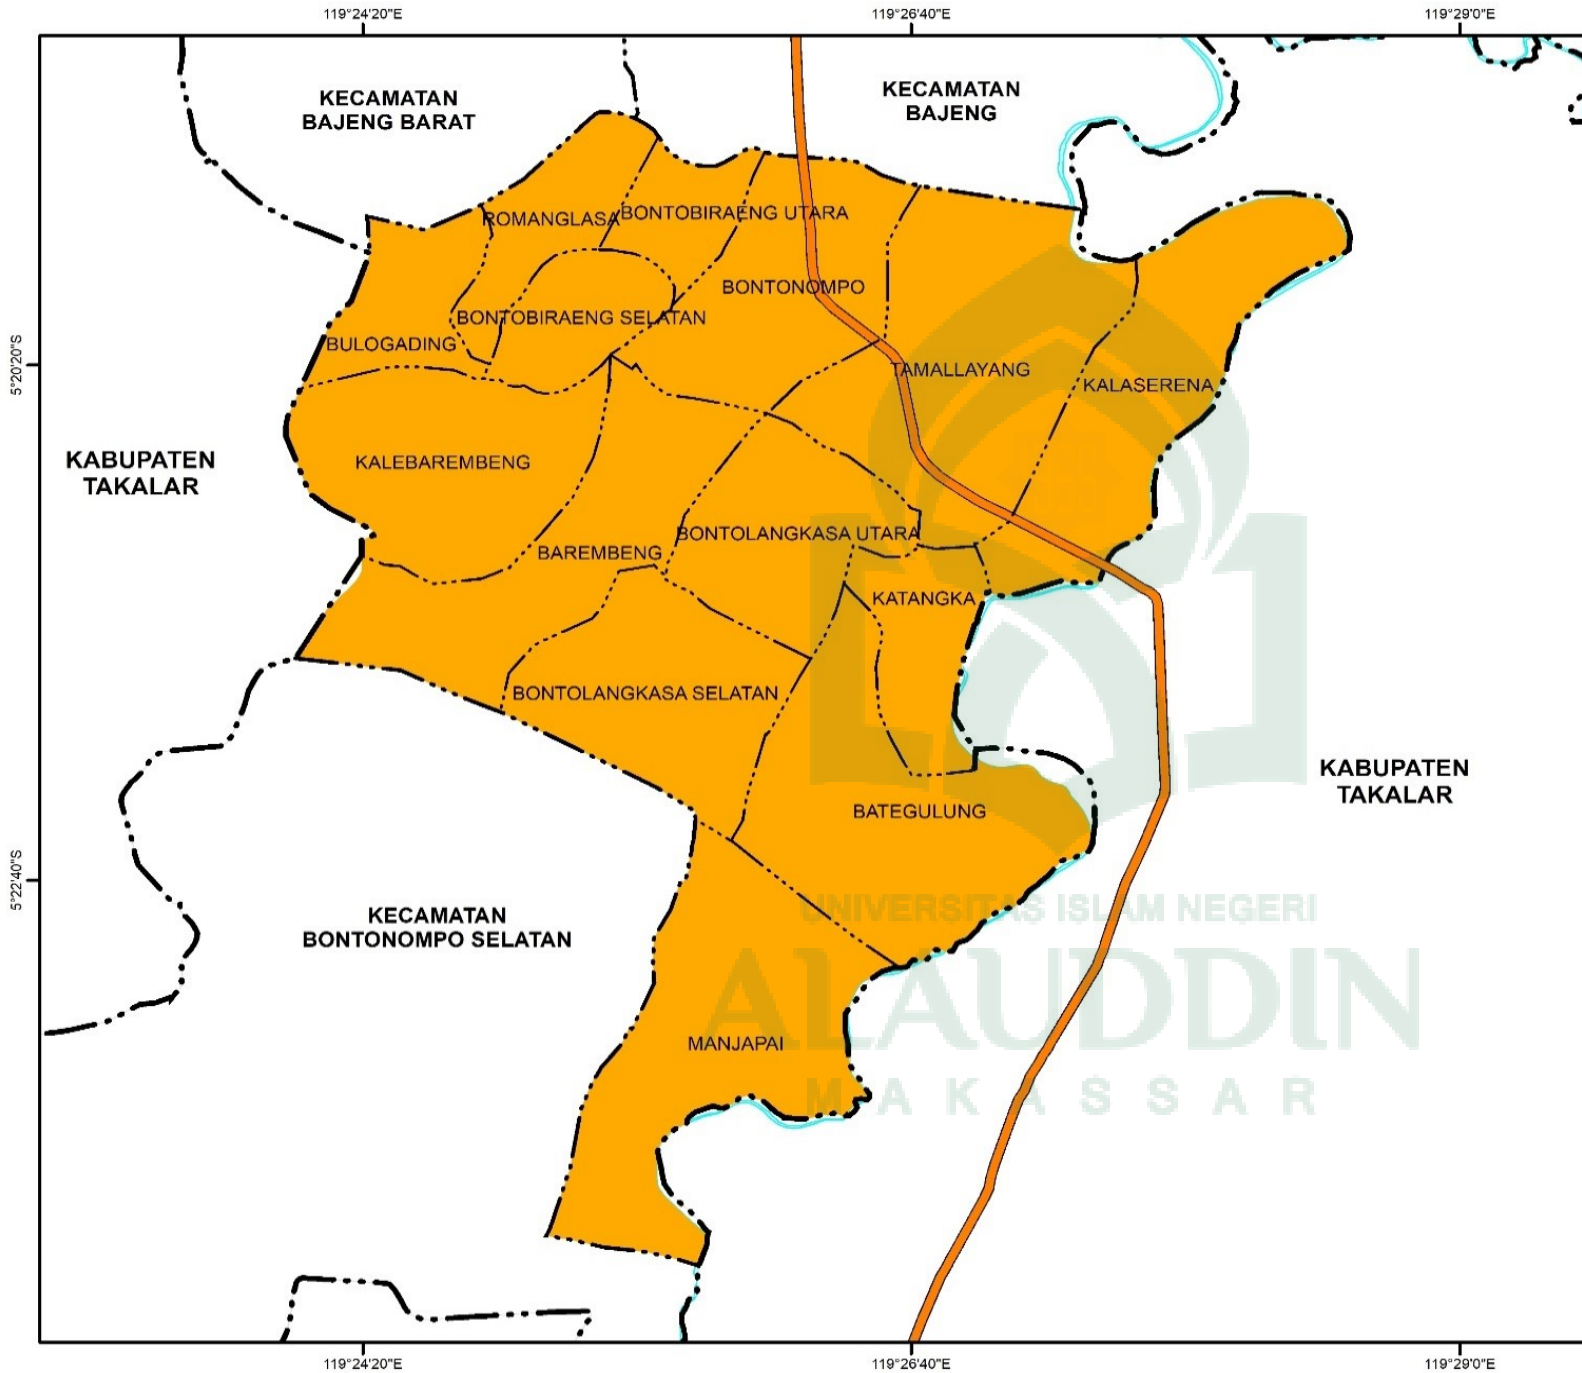 119°24'20"E
119°26'40"E
119°29'0"E
KECAMATAN
BAJENG BARAT
KECAMATAN
BAJENG
ROMANGLASA
BONTOBIRAENG UTARA
BONTONOMPO
BONTOBIRAENG SELATAN
BULOGADING
5°20'20"S
TAMALLAYANG
KALASERENA
KABUPATEN
TAKALAR
KALEBAREMBENG
BONTOLANGKASA UTARA
BAREMBENG
KATANGKA
BONTOLANGKASA SELATAN
KABUPATEN
TAKALAR
BATEGULUNG
5°22'40"S
KECAMATAN
BONTONOMPO SELATAN
UNIVERSITAS ISLAM NEGERI
ALAUDDIN
MAKASSAR
MANJAPAI
119°24'20"E
119°26'40"E
119°29'0"E